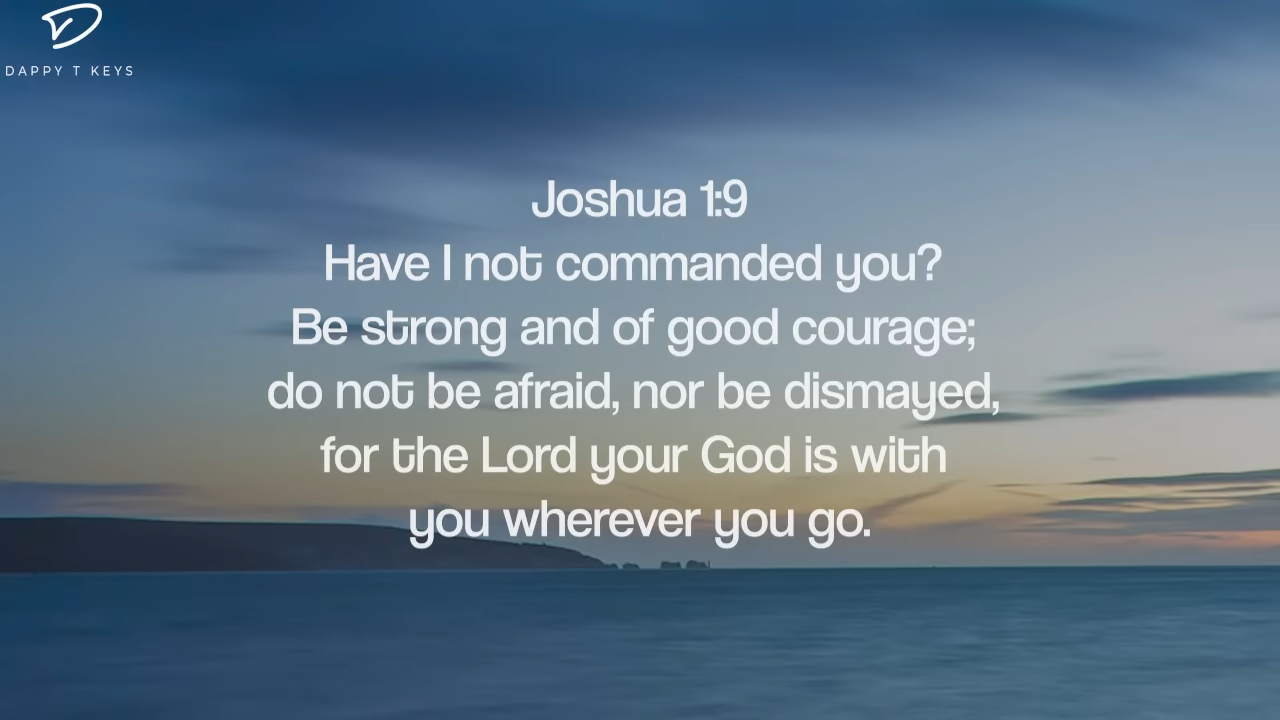 DAPPY T KEYS
Joshua 1:9
Have I not commanded you?
Be strong and of good courage;
do not be afraid, nor be dismayed,
for the Lord your God is with
you wherever you go.